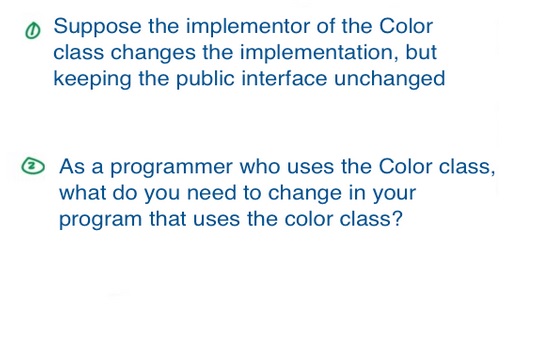 ① Suppose the implementor of the Color
class changes the implementation, but
keeping the public interface unchanged
② As a programmer who uses the Color class,
what do you need to change in your
program that uses the color class?